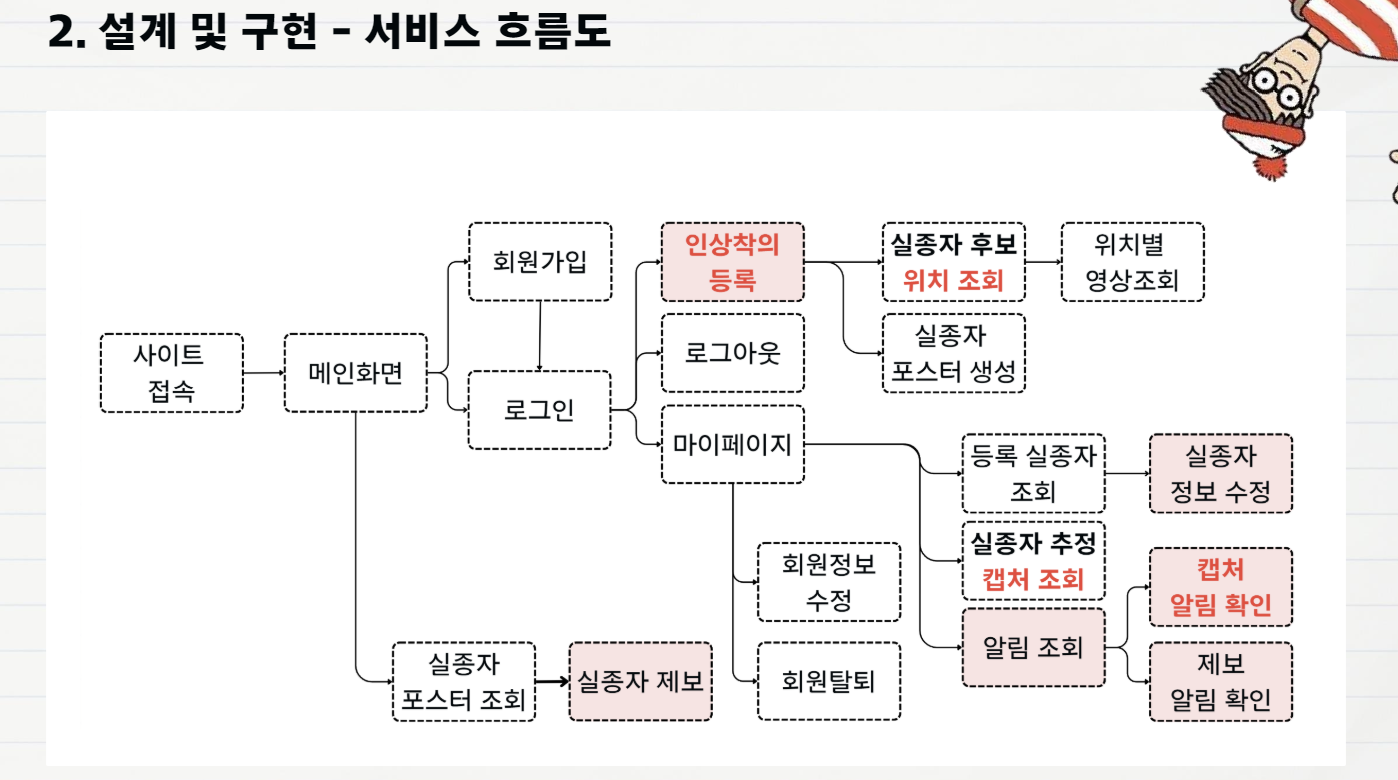 2. 설계 및 구현 - 서비스 흐름도
사이트
접속
메인화면
회원가입
로그인
인상착의
등록
로그아웃
마이페이지
실종자 후보
위치 조회
위치별
영상조회
실종자
포스터 생성
등록 실종자
조회
실종자
정보 수정
실종자 추정
캡처 조회
알림 조회
캡처
알림 확인
제보
알림 확인
회원정보
수정
회원탈퇴
실종자
포스터 조회
실종자 제보